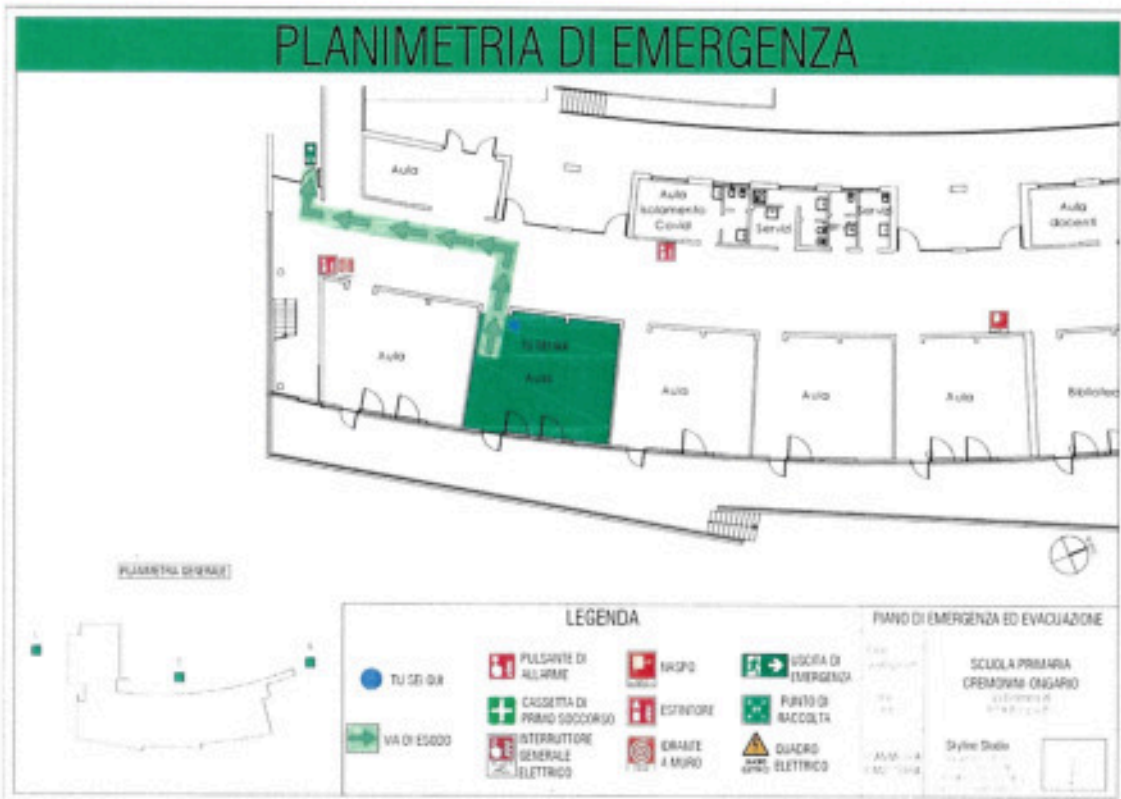 PLANIMETRIA DI EMERGENZA
Aula
Aula
isolamento
Covid
Servizi
Servizi
Aula
docenti
TU SEI QUI
Aula
Aula
Aula
Aula
Aula
Bibliotec
PLANIMETRIA GENERALE
LEGENDA
TU SEI QUI
VIA DI ESODO
PULSANTE DI
ALLARME
CASSETTA DI
PRIMO SOCCORSO
INTERRUTTORE
GENERALE
ELETTRICO
NASPO
ESTINTORE
IDRANTE
A MURO
USCITA DI
EMERGENZA
PUNTO DI
RACCOLTA
QUADRO
ELETTRICO
PIANO DI EMERGENZA ED EVACUAZIONE
SCUOLA PRIMARIA
CREMONINI ONGARO
Skyline Studio